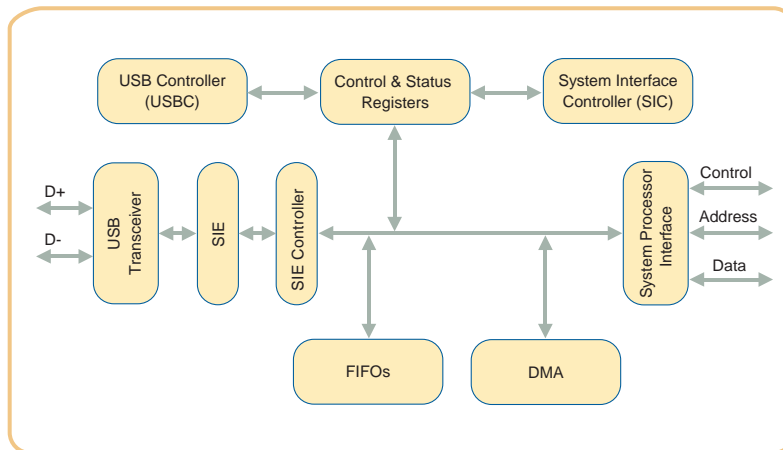 USB Controller
(USBC)
Control & Status
Registers
System Interface
Controller (SIC)
D+
D-
USB
Transceiver
SIE
SIE Controller
System Processor
Interface
Control
Address
Data
FIFOs
DMA